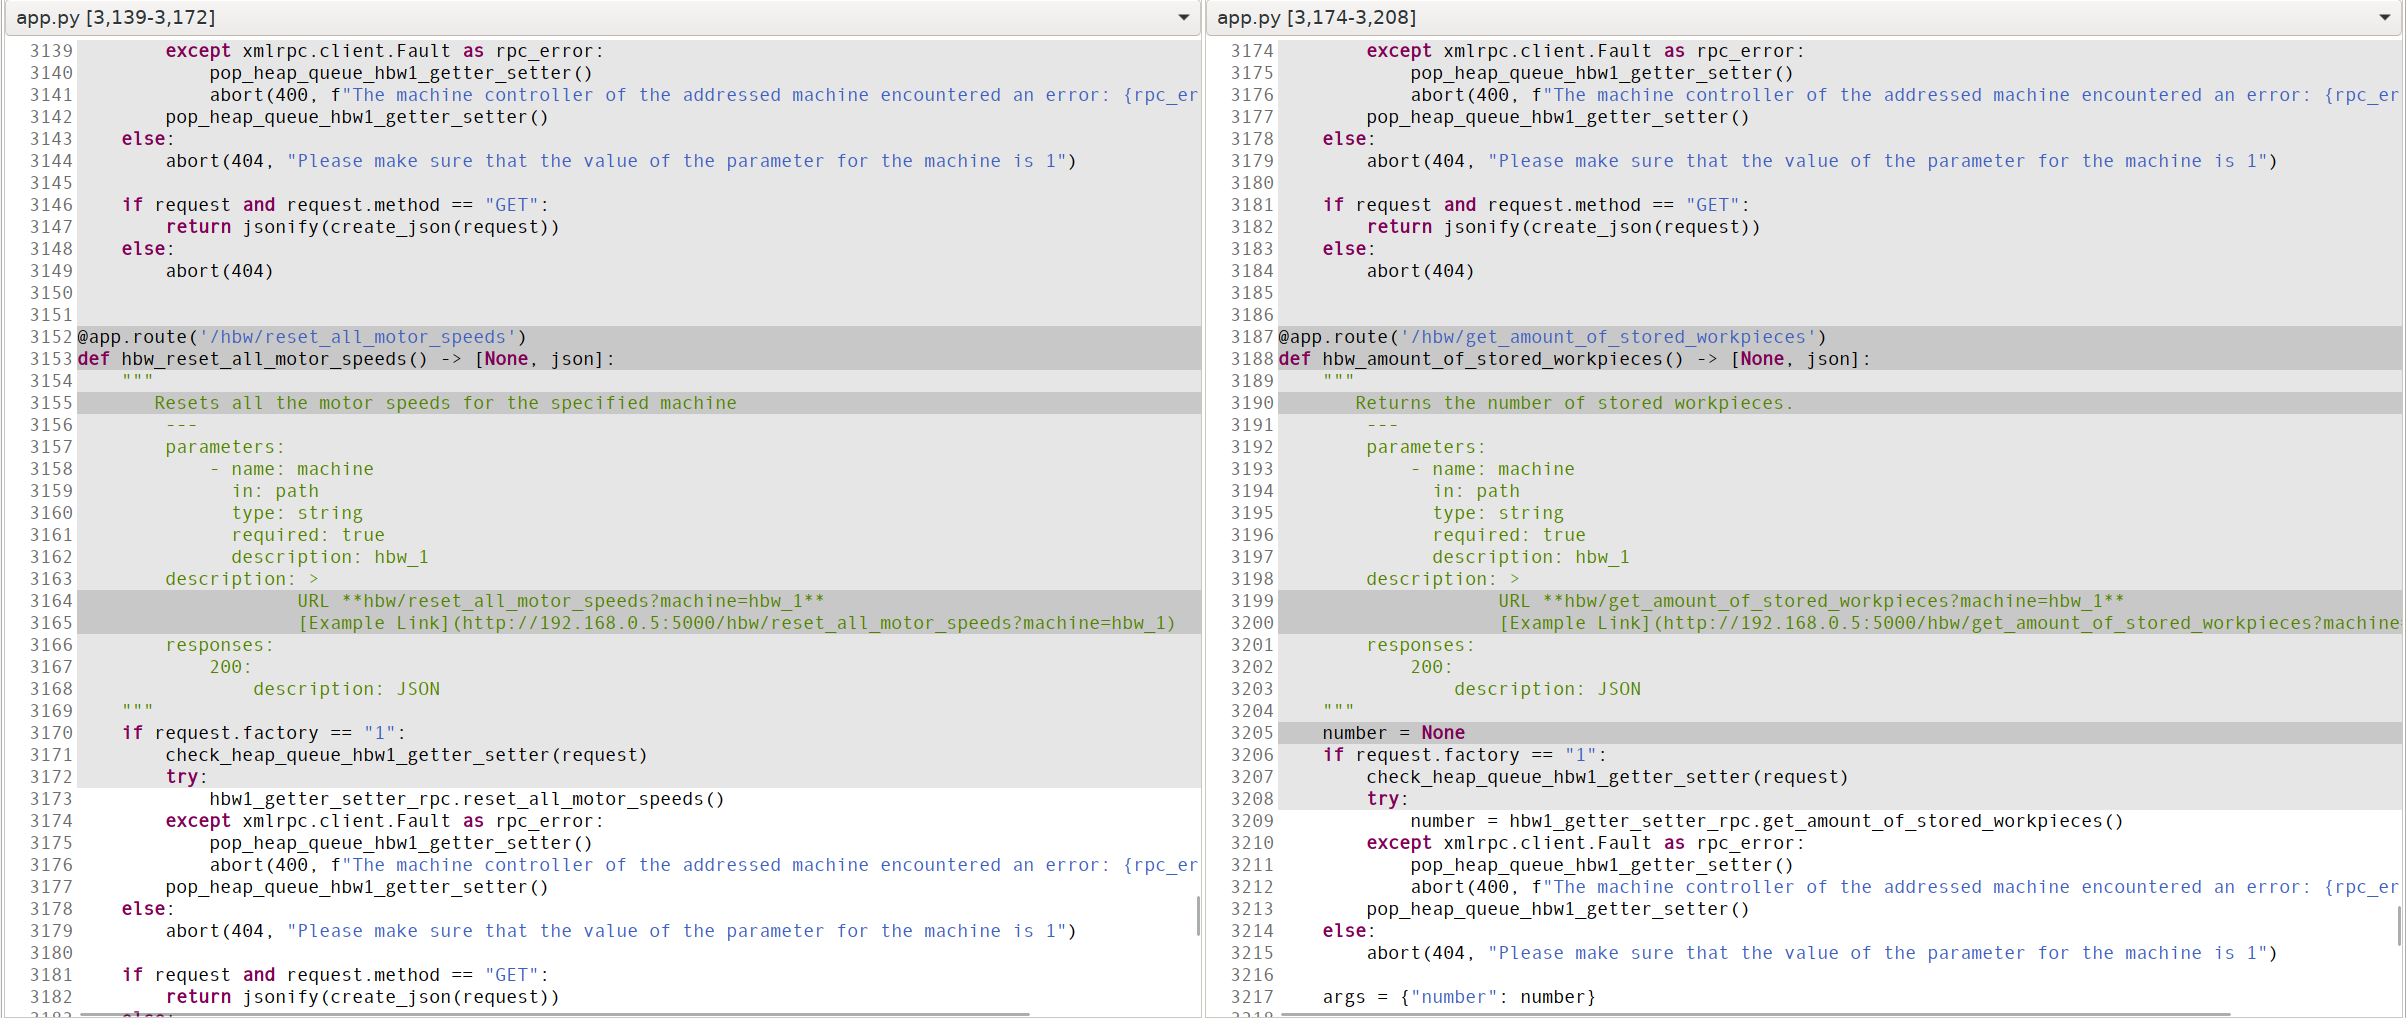 app.py [3,139-3,172]
3139 except xmlrpc.client.Fault as rpc_error:
3140 pop_heap_queue_hbw1_getter_setter()
3141 abort(400, f"The machine controller of the addressed machine encountered an error: {rpc_er
3142 pop_heap_queue_hbw1_getter_setter()
3143 else:
3144 abort(404, "Please make sure that the value of the parameter for the machine is 1")
3145
3146 if request and request.method == "GET":
3147 return jsonify(create_json(request))
3148 else:
3149 abort(404)
3150
3151
3152 @app.route('/hbw/reset_all_motor_speeds')
3153 def hbw_reset_all_motor_speeds() -> [None, json]:
3154 """
3155 Resets all the motor speeds for the specified machine
3156 ---
3157 parameters:
3158 - name: machine
3159 in: path
3160 type: string
3161 required: true
3162 description: hbw_1
3163 description: >
3164 URL **hbw/reset_all_motor_speeds?machine=hbw_1**
3165 [Example Link](http://192.168.0.5:5000/hbw/reset_all_motor_speeds?machine=hbw_1)
3166 responses:
3167 200:
3168 description: JSON
3169 """
3170 if request.factory == "1":
3171 check_heap_queue_hbw1_getter_setter(request)
3172 try:
3173 hbw1_getter_setter_rpc.reset_all_motor_speeds()
3174 except xmlrpc.client.Fault as rpc_error:
3175 pop_heap_queue_hbw1_getter_setter()
3176 abort(400, f"The machine controller of the addressed machine encountered an error: {rpc_er
3177 pop_heap_queue_hbw1_getter_setter()
3178 else:
3179 abort(404, "Please make sure that the value of the parameter for the machine is 1")
3180
3181 if request and request.method == "GET":
3182 return jsonify(create_json(request))
3183 else:
app.py [3,174-3,208]
3174 except xmlrpc.client.Fault as rpc_error:
3175 pop_heap_queue_hbw1_getter_setter()
3176 abort(400, f"The machine controller of the addressed machine encountered an error: {rpc_er
3177 pop_heap_queue_hbw1_getter_setter()
3178 else:
3179 abort(404, "Please make sure that the value of the parameter for the machine is 1")
3180
3181 if request and request.method == "GET":
3182 return jsonify(create_json(request))
3183 else:
3184 abort(404)
3185
3186
3187 @app.route('/hbw/get_amount_of_stored_workpieces')
3188 def hbw_amount_of_stored_workpieces() -> [None, json]:
3189 """
3190 Returns the number of stored workpieces.
3191 ---
3192 parameters:
3193 - name: machine
3194 in: path
3195 type: string
3196 required: true
3197 description: hbw_1
3198 description: >
3199 URL **hbw/get_amount_of_stored_workpieces?machine=hbw_1**
3200 [Example Link](http://192.168.0.5:5000/hbw/get_amount_of_stored_workpieces?machine=
3201 responses:
3202 200:
3203 description: JSON
3204 """
3205 number = None
3206 if request.factory == "1":
3207 check_heap_queue_hbw1_getter_setter(request)
3208 try:
3209 number = hbw1_getter_setter_rpc.get_amount_of_stored_workpieces()
3210 except xmlrpc.client.Fault as rpc_error:
3211 pop_heap_queue_hbw1_getter_setter()
3212 abort(400, f"The machine controller of the addressed machine encountered an error: {rpc_er
3213 pop_heap_queue_hbw1_getter_setter()
3214 else:
3215 abort(404, "Please make sure that the value of the parameter for the machine is 1")
3216
3217 args = {"number": number}
3218